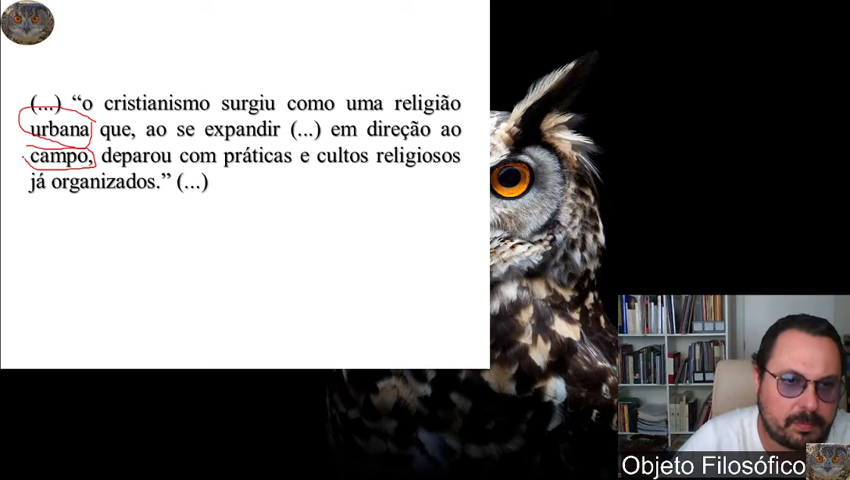 (...) “o cristianismo surgiu como uma religião
urbana que, ao se expandir (...) em direção ao
campo, deparou com práticas e cultos religiosos
já organizados.” (...)
Objeto Filosófico